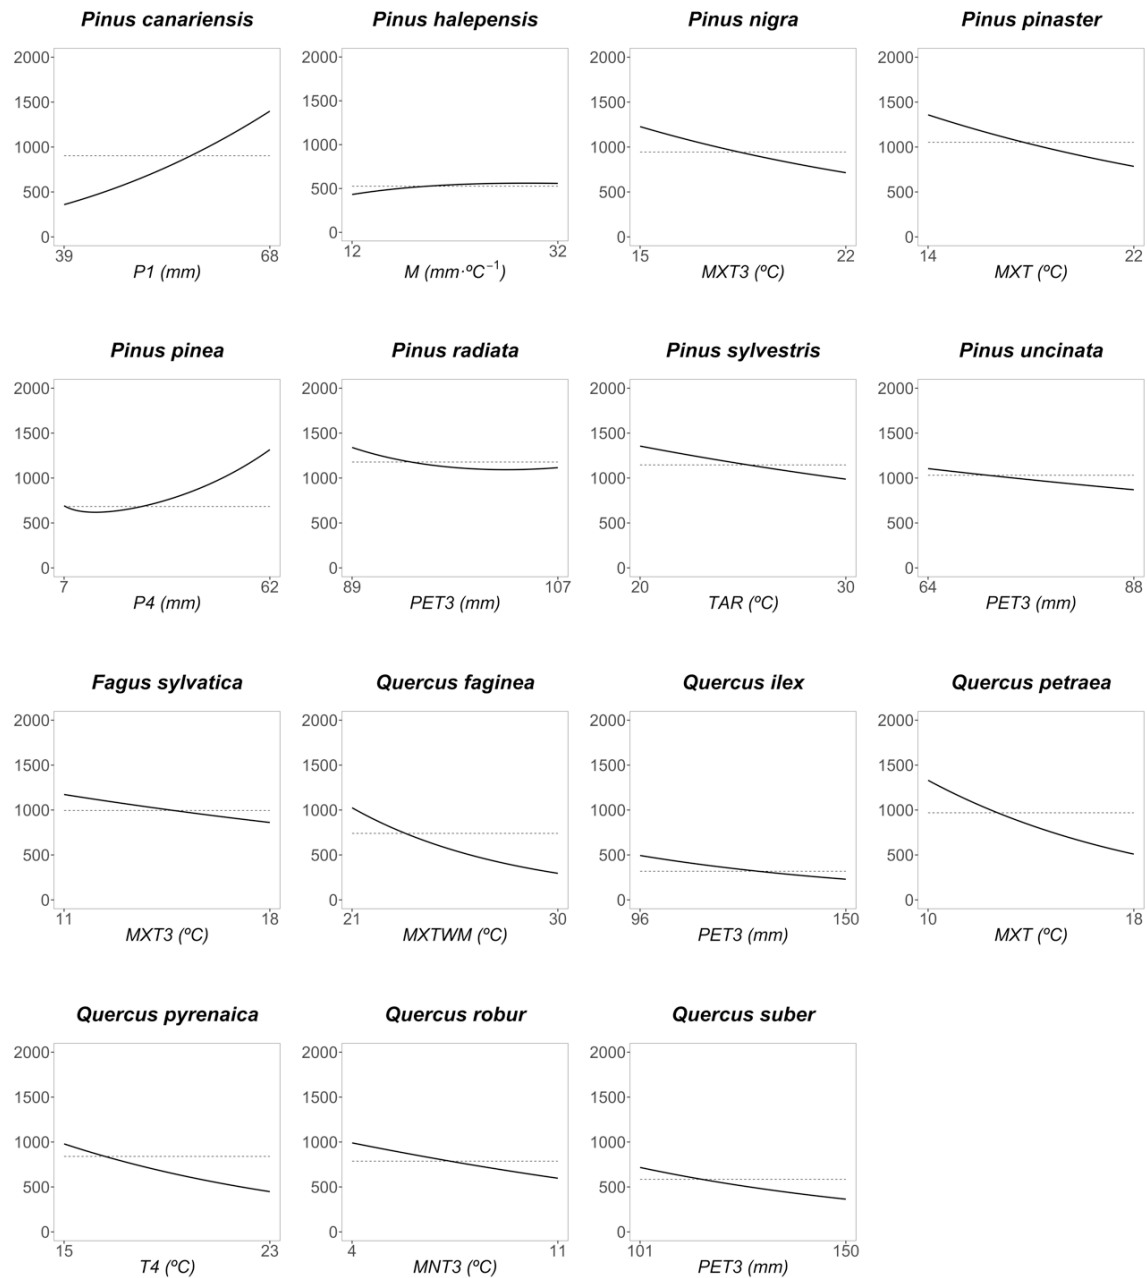 Pinus canariensis Pinus halepensis Pinus nigra Pinus pinaster
2000 2000 2000 2000
1500 1500 1500 1500
1000 1000 1000 1000
500 500 500 500
0 0 0 0
39 68 12 32 15 22 14 22
P1 (mm) M (mm·ºC⁻¹) MXT3 (ºC) MXT (ºC)
Pinus pinea Pinus radiata Pinus sylvestris Pinus uncinata
2000 2000 2000 2000
1500 1500 1500 1500
1000 1000 1000 1000
500 500 500 500
0 0 0 0
7 62 89 107 20 30 64 88
P4 (mm) PET3 (mm) TAR (ºC) PET3 (mm)
Fagus sylvatica Quercus faginea Quercus ilex Quercus petraea
2000 2000 2000 2000
1500 1500 1500 1500
1000 1000 1000 1000
500 500 500 500
0 0 0 0
11 18 21 30 96 150 10 18
MXT3 (ºC) MXTWM (ºC) PET3 (mm) MXT (ºC)
Quercus pyrenaica Quercus robur Quercus suber
2000 2000 2000
1500 1500 1500
1000 1000 1000
500 500 500
0 0 0
15 23 4 11 101 150
T4 (ºC) MNT3 (ºC) PET3 (mm)